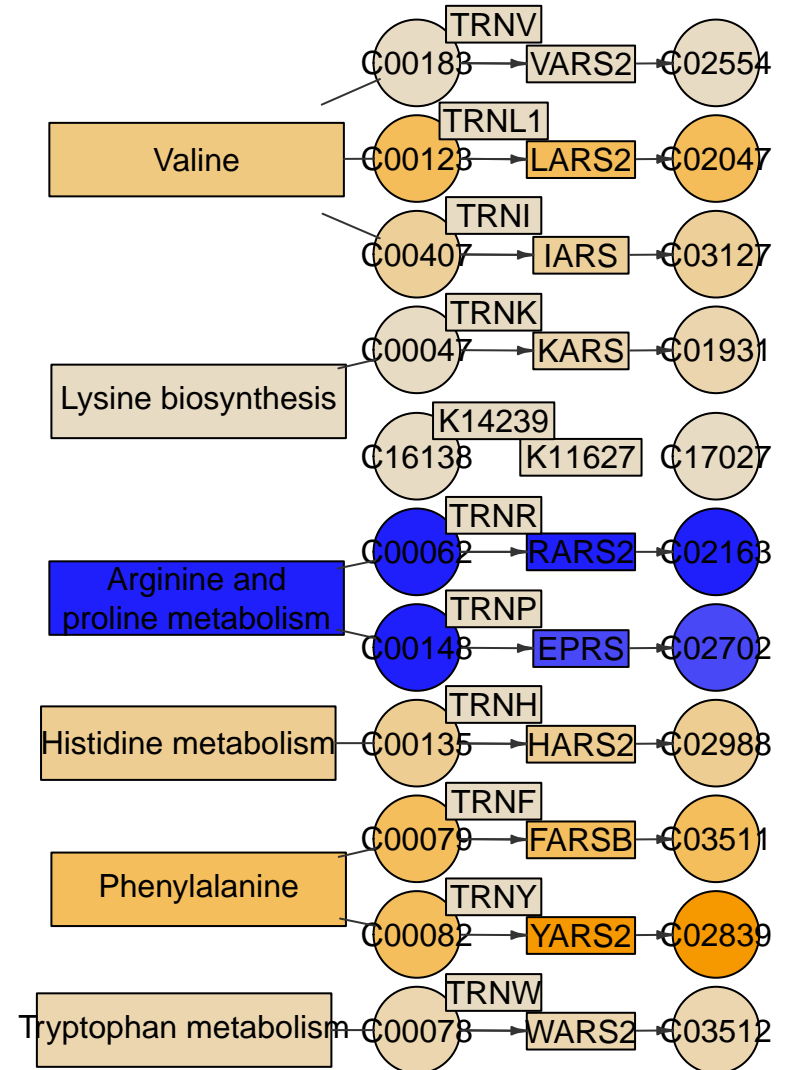 TRNV
C00183
VARS2
C02554
Valine
TRNL1
C00123
LARS2
C02047
TRNI
C00407
IARS
C03127
TRNK
C00047
KARS
C01931
Lysine biosynthesis
K14239
C16138
K11627
C17027
TRNR
C00062
RARS2
C02163
Arginine and
proline metabolism
TRNP
C00148
EPRS
C02702
TRNH
Histidine metabolism
C00135
HARS2
C02988
TRNF
C00079
FARSB
C03511
Phenylalanine
TRNY
C00082
YARS2
C02839
TRNW
Tryptophan metabolism
C00078
WARS2
C03512